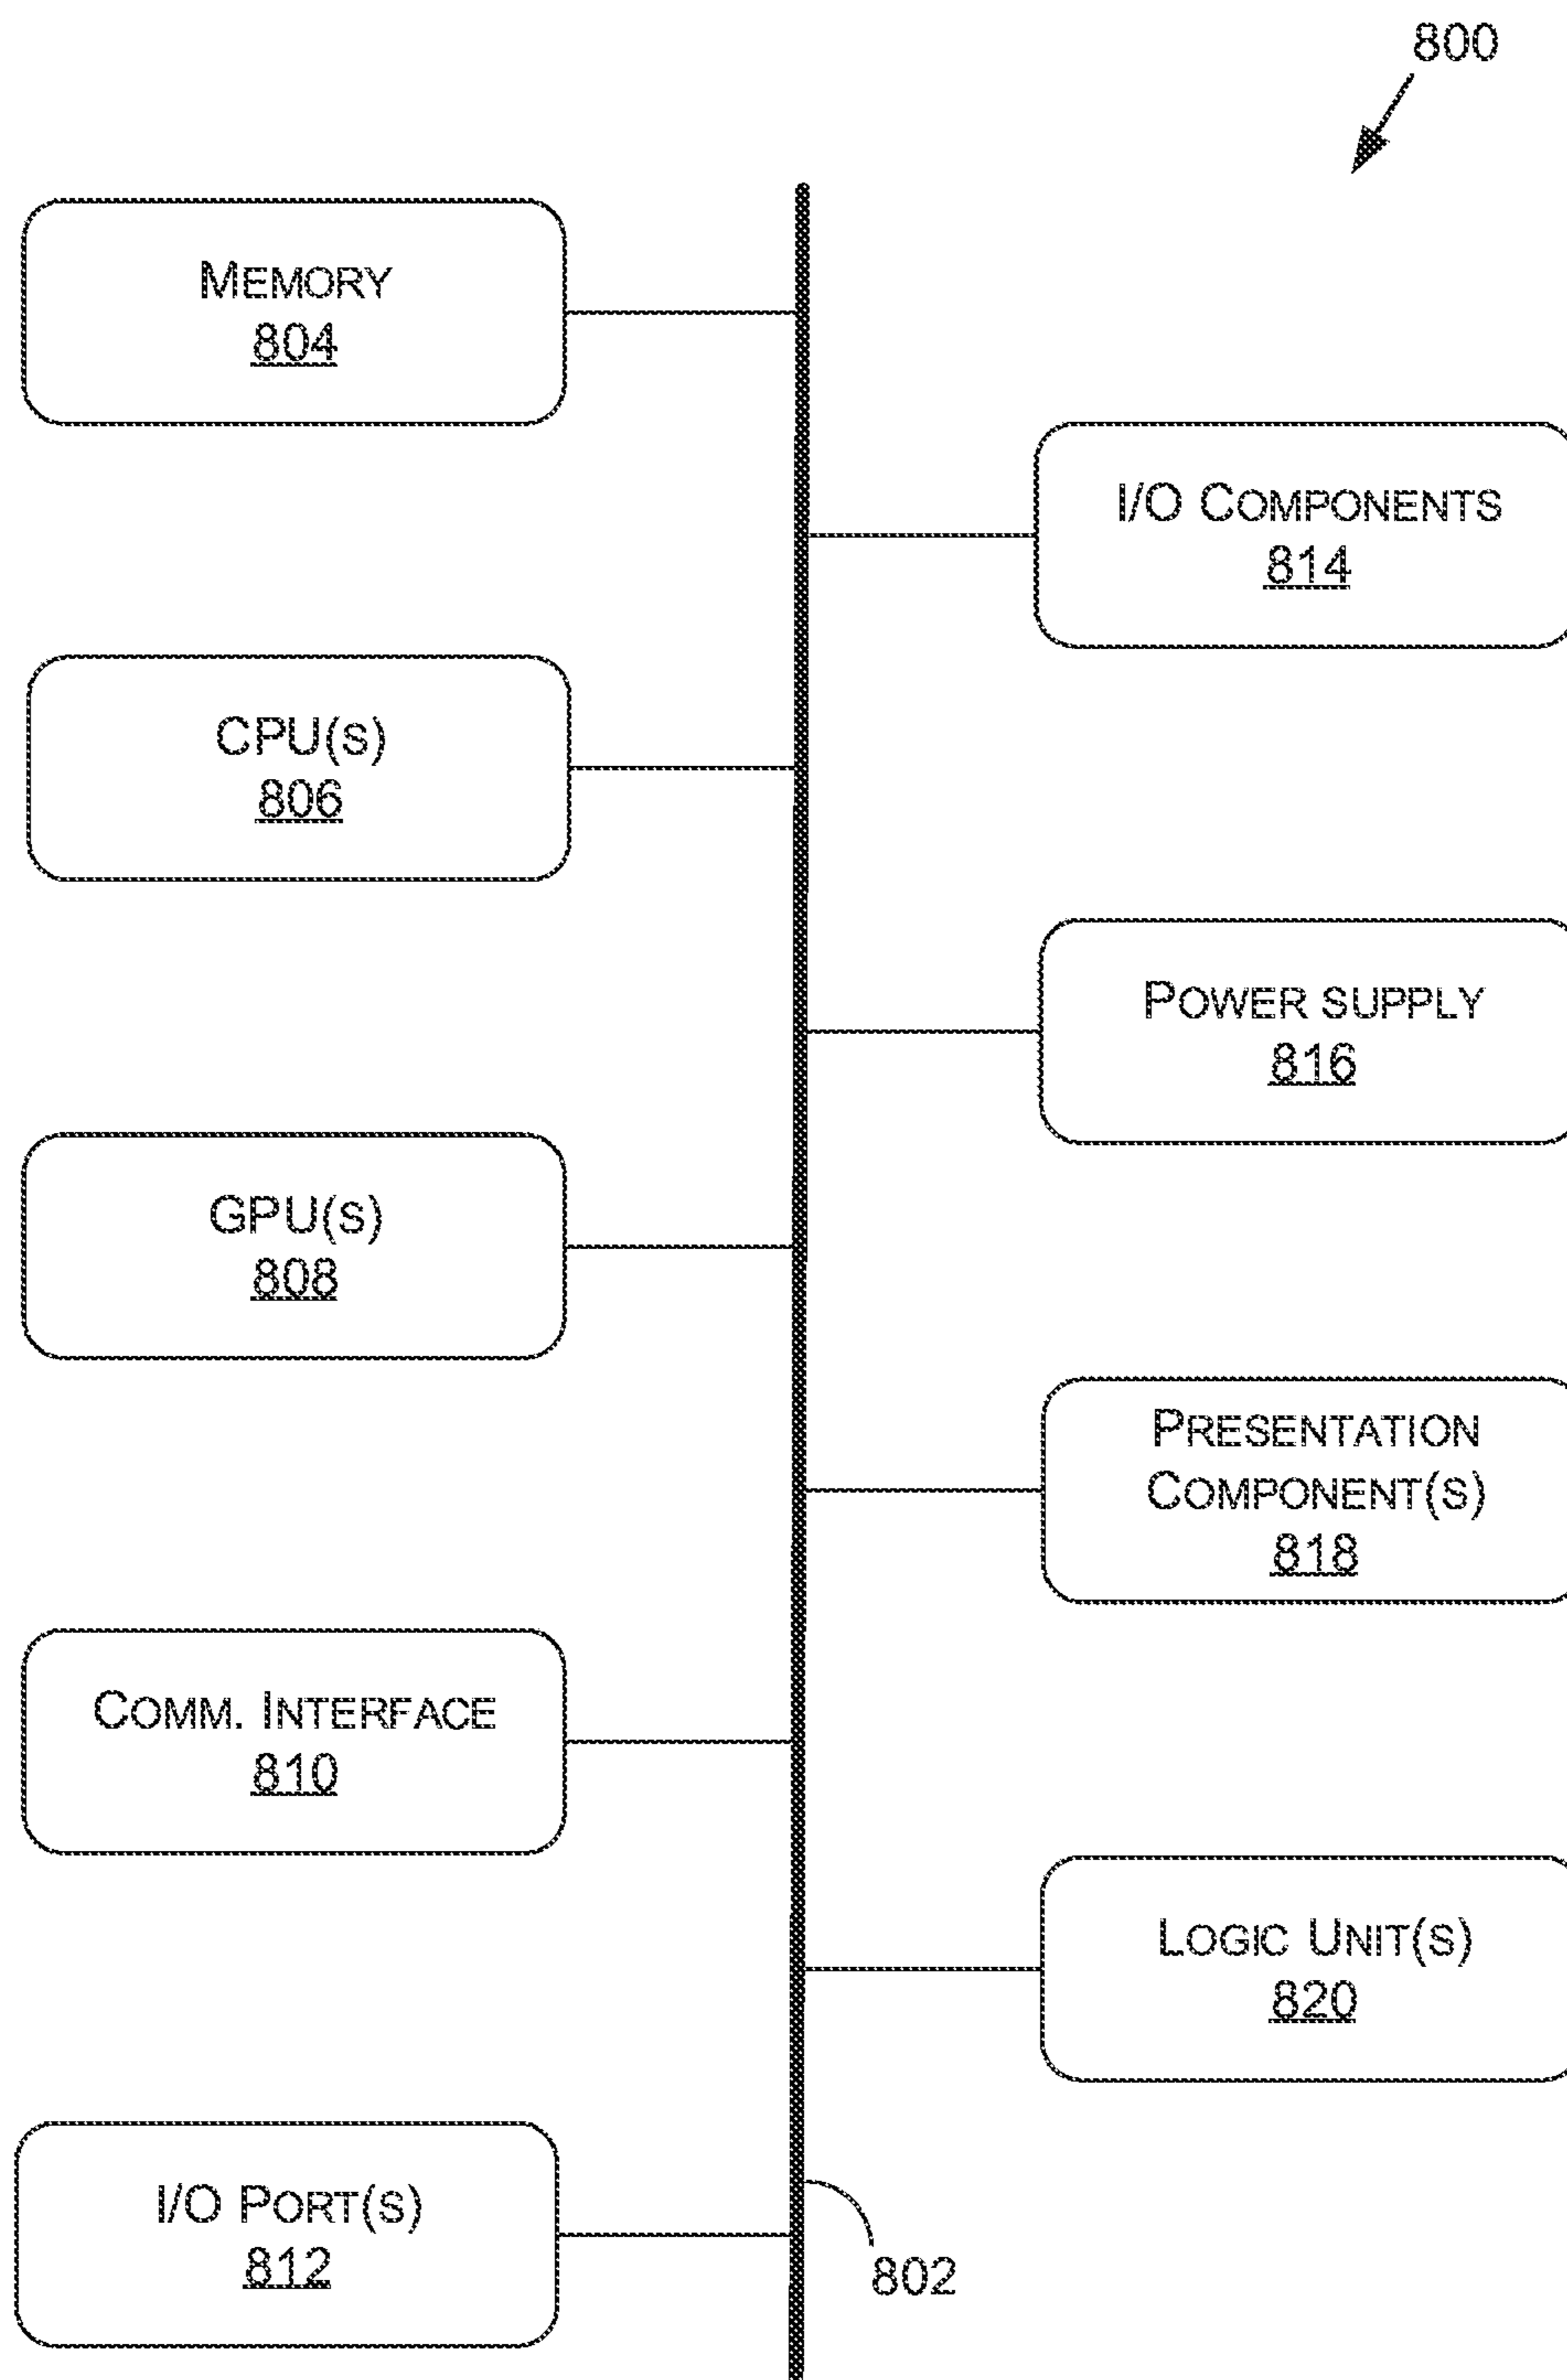 800
MEMORY
804
I/O COMPONENTS
814
CPU(S)
806
POWER SUPPLY
816
GPU(S)
808
PRESENTATION
COMPONENT(S)
818
COMM. INTERFACE
810
LOGIC UNIT(S)
820
I/O PORT(S)
812
802